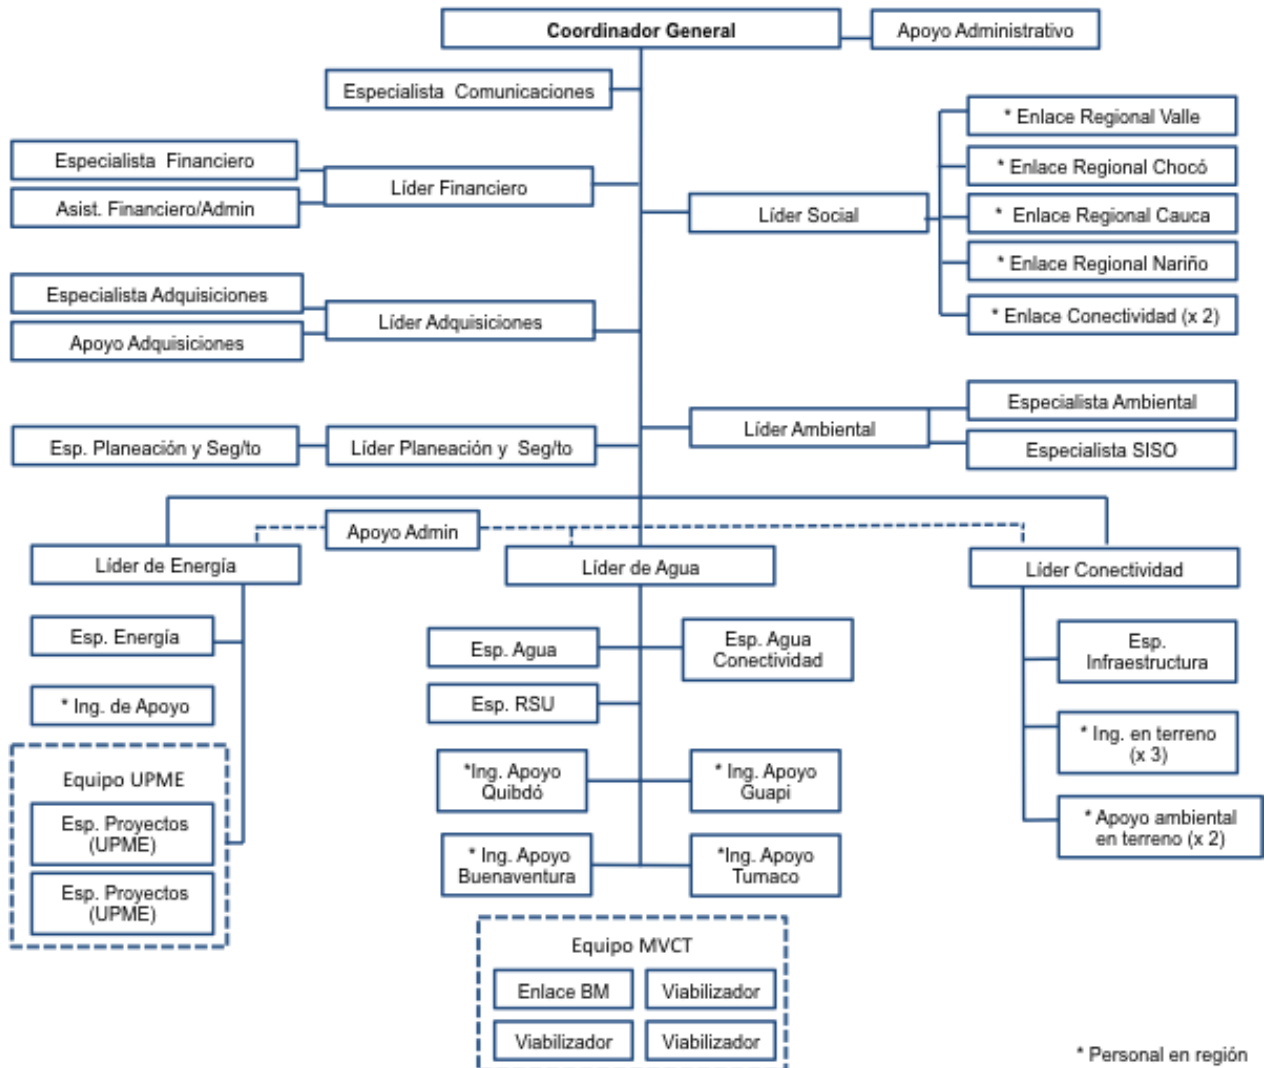 Coordinador General
Apoyo Administrativo
Especialista Comunicaciones
* Enlace Regional Valle
Especialista Financiero
Líder Financiero
* Enlace Regional Chocó
Asist. Financiero/Admin
Líder Social
* Enlace Regional Cauca
* Enlace Regional Nariño
Especialista Adquisiciones
Líder Adquisiciones
* Enlace Conectividad (x 2)
Apoyo Adquisiciones
Especialista Ambiental
Líder Ambiental
Esp. Planeación y Seg/to
Líder Planeación y Seg/to
Especialista SISO
Apoyo Admin
Líder de Energía
Líder de Agua
Líder Conectividad
Esp. Energía
Esp. Agua
Esp. Agua
Conectividad
Esp.
Infraestructura
* Ing. de Apoyo
Esp. RSU
* Ing. en terreno
(x 3)
Equipo UPME
*Ing. Apoyo
Quibdó
* Ing. Apoyo
Guapi
Esp. Proyectos
(UPME)
* Apoyo ambiental
en terreno (x 2)
Esp. Proyectos
(UPME)
* Ing. Apoyo
Buenaventura
*Ing. Apoyo
Tumaco
Equipo MVCT
Enlace BM
Viabilizador
Viabilizador
Viabilizador
* Personal en región